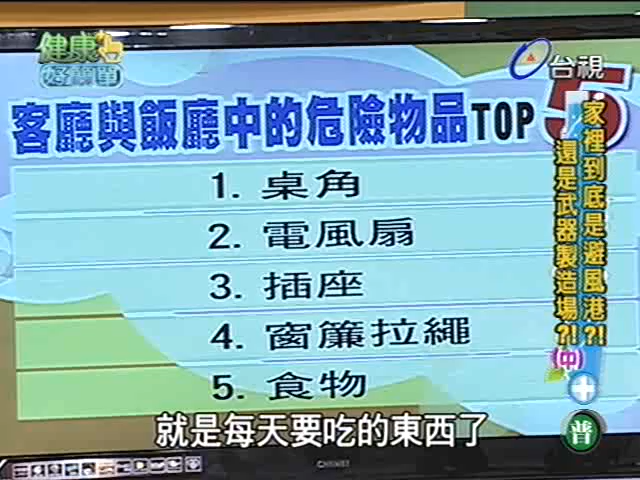 健康
好簡單
台視
客廳與飯廳中的危險物品TOP 5
1. 桌角
2. 電風扇
3. 插座
4. 窗簾拉繩
5. 食物
家裡到底是避風港?!
還是武器製造場?!
(中)
就是每天要吃的東西了
普